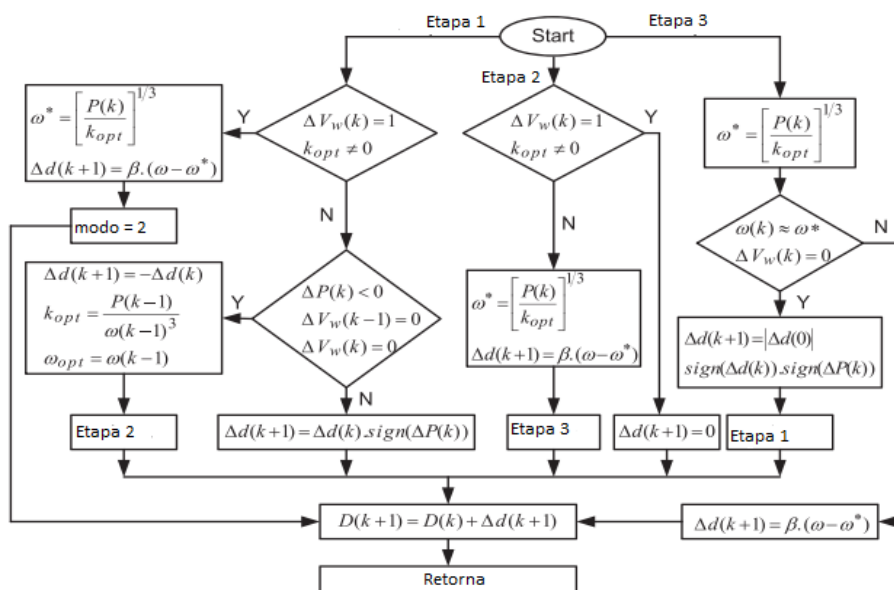 Etapa 1
Start
Etapa 3
Etapa 2
ω* = [P(k)/k_opt]^{1/3}
Δd(k+1) = β.(ω−ω*)
Y
ΔV_w(k)=1
k_opt ≠ 0
N
modo = 2
ΔV_w(k)=1
k_opt ≠ 0
Y
N
ω* = [P(k)/k_opt]^{1/3}
ω(k) ≈ ω*
ΔV_w(k)=0
N
Y
Δd(k+1)=−Δd(k)
k_opt = P(k−1)/ω(k−1)^3
ω_opt = ω(k−1)
Y
ΔP(k)<0
ΔV_w(k−1)=0
ΔV_w(k)=0
N
ω* = [P(k)/k_opt]^{1/3}
Δd(k+1)=β.(ω−ω*)
Δd(k+1)=|Δd(0)|
sign(Δd(k)).sign(ΔP(k))
Etapa 2
Δd(k+1)=Δd(k).sign(ΔP(k))
Etapa 3
Δd(k+1)=0
Etapa 1
D(k+1)=D(k)+Δd(k+1)
Δd(k+1)=β.(ω−ω*)
Retorna